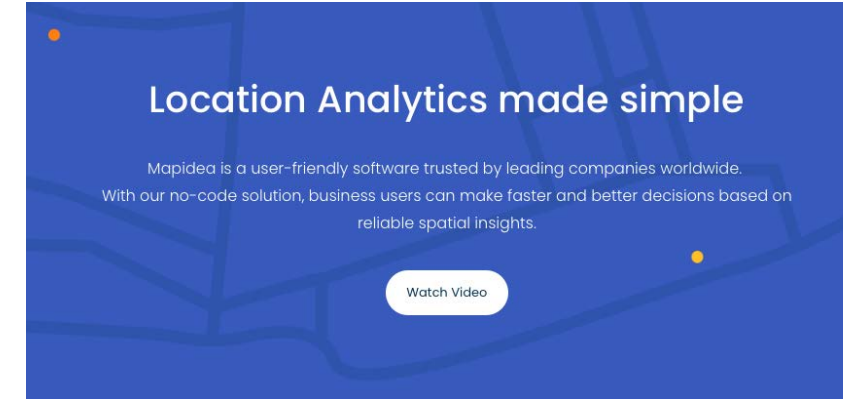 Location Analytics made simple
Mapidea is a user-friendly software trusted by leading companies worldwide.
With our no-code solution, business users can make faster and better decisions based on
reliable spatial insights.
Watch Video